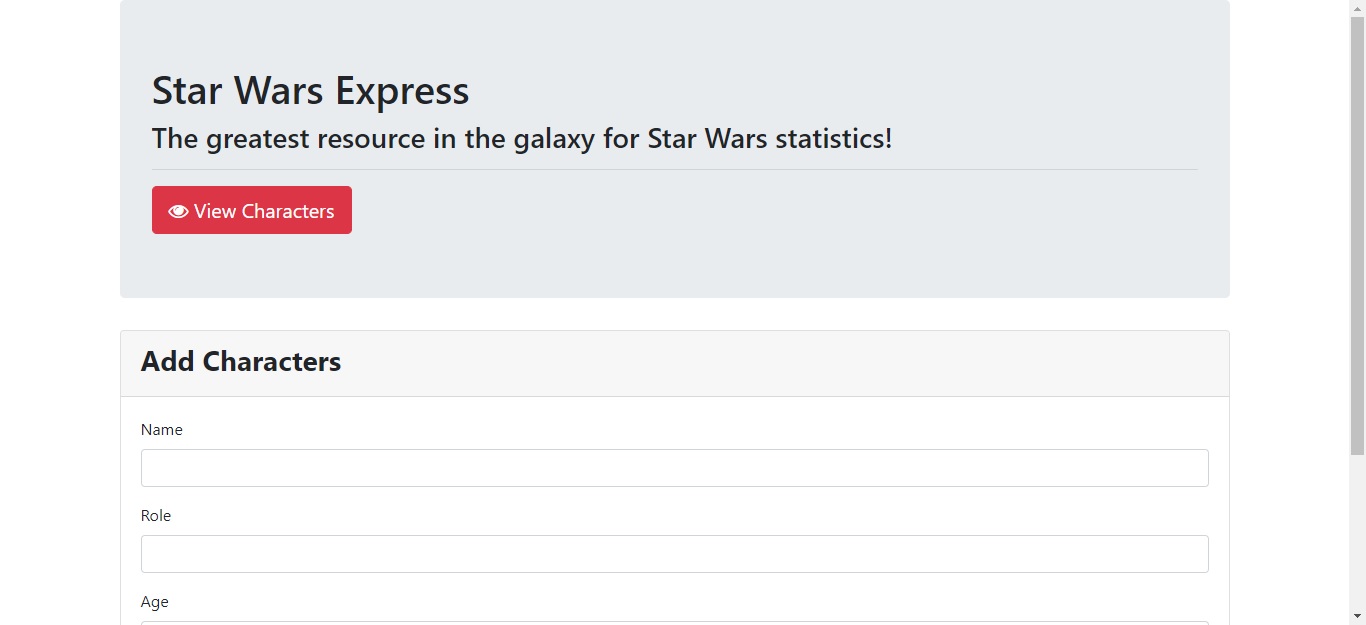 Star Wars Express
The greatest resource in the galaxy for Star Wars statistics!
View Characters
Add Characters
Name
Role
Age